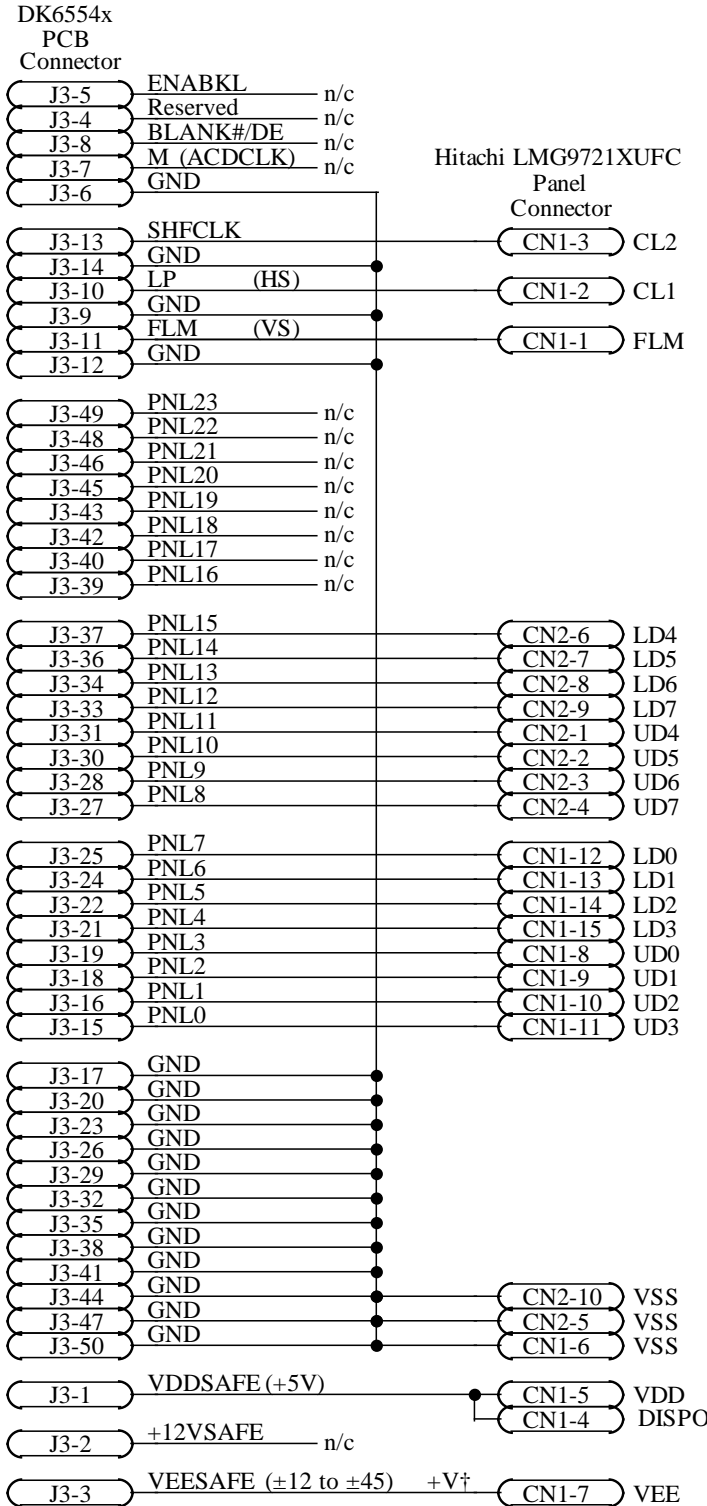 DK6554x
PCB
Connector
J3-5 ENABKL n/c
J3-4 Reserved n/c
J3-8 BLANK#/DE n/c
J3-7 M (ACDCLK) n/c
J3-6 GND
Hitachi LMG9721XUFC
Panel
Connector
J3-13 SHFCLK CN1-3 CL2
J3-14 GND
J3-10 LP (HS) CN1-2 CL1
J3-9 GND
J3-11 FLM (VS) CN1-1 FLM
J3-12 GND
J3-49 PNL23 n/c
J3-48 PNL22 n/c
J3-46 PNL21 n/c
J3-45 PNL20 n/c
J3-43 PNL19 n/c
J3-42 PNL18 n/c
J3-40 PNL17 n/c
J3-39 PNL16 n/c
J3-37 PNL15 CN2-6 LD4
J3-36 PNL14 CN2-7 LD5
J3-34 PNL13 CN2-8 LD6
J3-33 PNL12 CN2-9 LD7
J3-31 PNL11 CN2-1 UD4
J3-30 PNL10 CN2-2 UD5
J3-28 PNL9 CN2-3 UD6
J3-27 PNL8 CN2-4 UD7
J3-25 PNL7 CN1-12 LD0
J3-24 PNL6 CN1-13 LD1
J3-22 PNL5 CN1-14 LD2
J3-21 PNL4 CN1-15 LD3
J3-19 PNL3 CN1-8 UD0
J3-18 PNL2 CN1-9 UD1
J3-16 PNL1 CN1-10 UD2
J3-15 PNL0 CN1-11 UD3
J3-17 GND
J3-20 GND
J3-23 GND
J3-26 GND
J3-29 GND
J3-32 GND
J3-35 GND
J3-38 GND
J3-41 GND
J3-44 GND CN2-10 VSS
J3-47 GND CN2-5 VSS
J3-50 GND CN1-6 VSS
J3-1 VDDSAFE (+5V) CN1-5 VDD
CN1-4 DISPO
J3-2 +12VSAFE n/c
J3-3 VEESAFE (±12 to ±45) +V† CN1-7 VEE